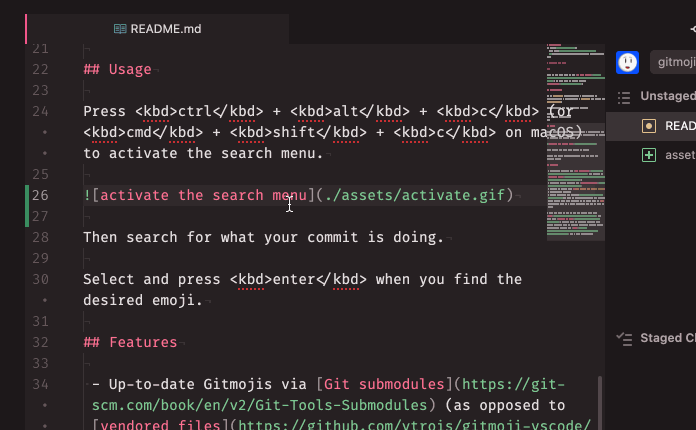 README.md
gitmoji
21
22 ## Usage
23
24 Press <kbd>ctrl</kbd> + <kbd>alt</kbd> + <kbd>c</kbd> (or
<kbd>cmd</kbd> + <kbd>shift</kbd> + <kbd>c</kbd> on macOS)
to activate the search menu.
25
26 ![activate the search menu](./assets/activate.gif)
27
28 Then search for what your commit is doing.
29
30 Select and press <kbd>enter</kbd> when you find the
desired emoji.
31
32 ## Features
33
34 - Up-to-date Gitmojis via [Git submodules](https://git-
scm.com/book/en/v2/Git-Tools-Submodules) (as opposed to
[vendored files](https://github.com/vtrois/gitmoji-vscode/
Unstaged
READ
asset
Staged Cl